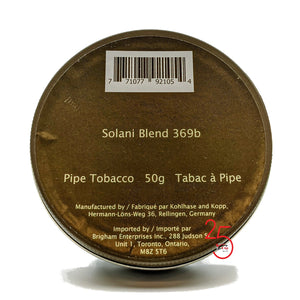 7 71077 92105 4
Solani Blend 369b
Pipe Tobacco 50g Tabac à Pipe
Manufactured by / Fabriqué par Kohlhase and Kopp,
Hermann-Löns-Weg 36, Rellingen, Germany
Imported by / Importé par
Brigham Enterprises Inc., 288 Judson St.
Unit 1, Toronto, Ontario,
M8Z 5T6